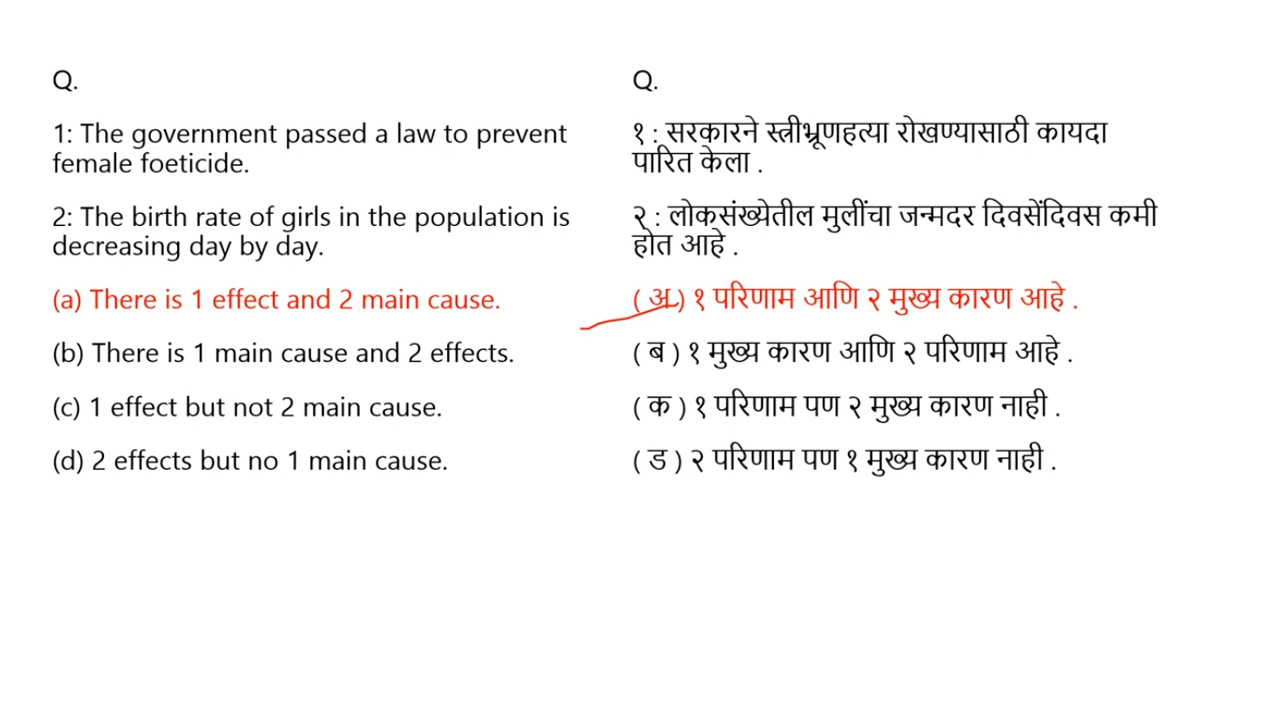 Q.
1: The government passed a law to prevent
female foeticide.
2: The birth rate of girls in the population is
decreasing day by day.
(a) There is 1 effect and 2 main cause.
(b) There is 1 main cause and 2 effects.
(c) 1 effect but not 2 main cause.
(d) 2 effects but no 1 main cause.
Q.
१ : सरकारने स्त्रीभ्रूणहत्या रोखण्यासाठी कायदा
पारित केला .
२ : लोकसंख्येतील मुलींचा जन्मदर दिवसेंदिवस कमी
होत आहे .
( अ ) १ परिणाम आणि २ मुख्य कारण आहे .
( ब ) १ मुख्य कारण आणि २ परिणाम आहे .
( क ) १ परिणाम पण २ मुख्य कारण नाही .
( ड ) २ परिणाम पण १ मुख्य कारण नाही .